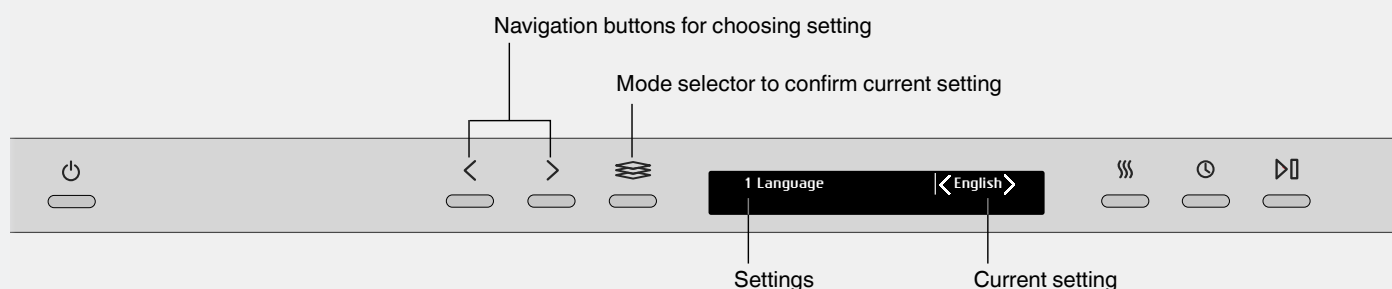 Navigation buttons for choosing setting
Mode selector to confirm current setting
1 Language
English
Settings
Current setting